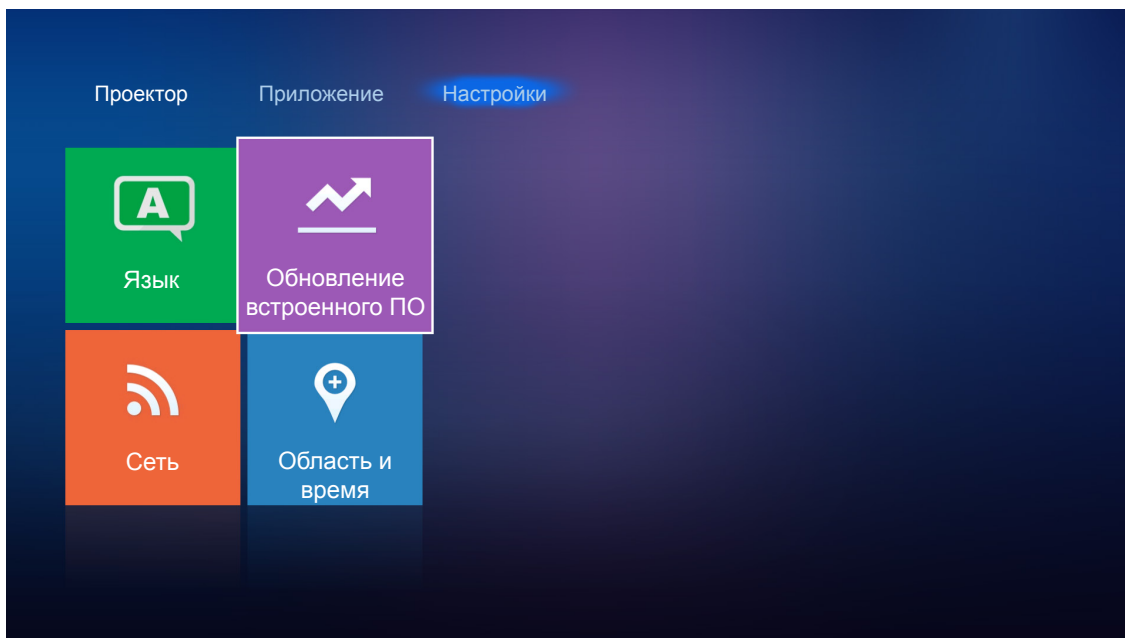 Проектор Приложение Настройки
A
Язык
Обновление
встроенного ПО
Сеть
Область и
время